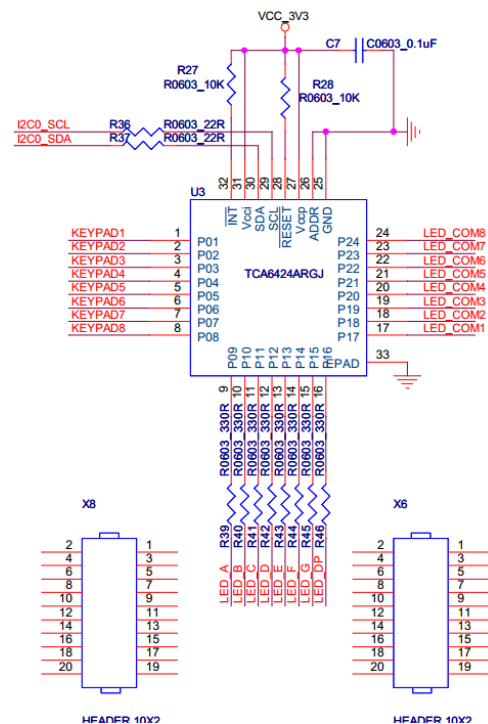 VCC_3V3
C7 C0603_0.1uF
R27
R0603_10K
R28
R0603_10K
I2C0_SCL R36 R0603_22R
I2C0_SDA R37 R0603_22R
32 31 30 29 28 27 26 25
U3
INT Vcci SDA SCL RESET Vccp ADDR GND
KEYPAD1 1 P01 P24 24 LED_COM8
KEYPAD2 2 P02 P23 23 LED_COM7
KEYPAD3 3 P03 P22 22 LED_COM6
KEYPAD4 4 P04 P21 21 LED_COM5
KEYPAD5 5 P05 P20 20 LED_COM4
KEYPAD6 6 P06 P19 19 LED_COM3
KEYPAD7 7 P07 P18 18 LED_COM2
KEYPAD8 8 P08 P17 17 LED_COM1
TCA6424ARGJ
P09 P10 P11 P12 P13 P14 P15 P16
EPAD 33
9 10 11 12 13 14 15 16
R0603_330R R0603_330R R0603_330R R0603_330R R0603_330R R0603_330R R0603_330R R0603_330R
R39 R40 R41 R42 R43 R44 R45 R46
LED_A LED_B LED_C LED_D LED_E LED_F LED_G LED_DP
X8
2 1
4 3
6 5
8 7
10 9
12 11
14 13
16 15
18 17
20 19
HEADER 10X2
X6
2 1
4 3
6 5
8 7
10 9
12 11
14 13
16 15
18 17
20 19
HEADER 10X2